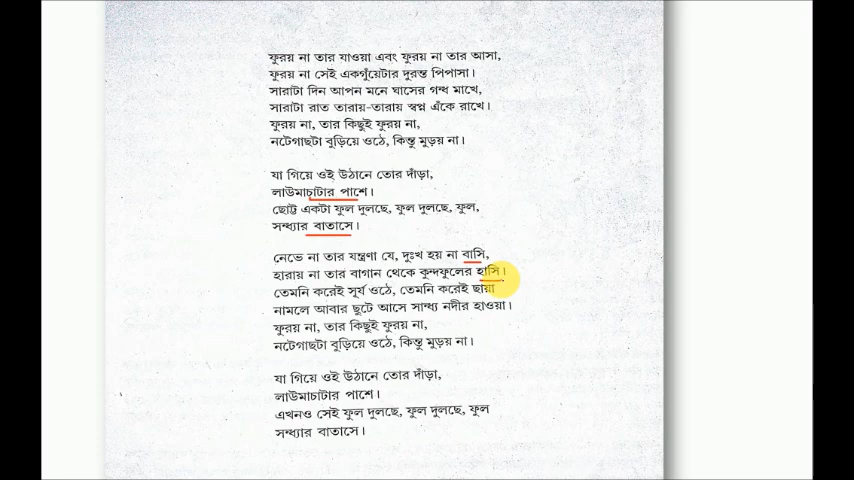 ফুরয় না তার যাওয়া এবং ফুরয় না তার আসা,
ফুরয় না সেই একগুঁয়েটার দুরন্ত পিপাসা।
সারাটা দিন আপন মনে ঘাসের গন্ধ মাখে,
সারাটা রাত তারায়-তারায় স্বপ্ন এঁকে রাখে।
ফুরয় না, তার কিছুই ফুরয় না,
নটেগাছটা বুড়িয়ে ওঠে, কিন্তু মুড়য় না।
যা গিয়ে ওই উঠানে তোর দাঁড়া,
লাউমাচাটার পাশে।
ছোট্ট একটা ফুল দুলছে, ফুল দুলছে, ফুল,
সন্ধ্যার বাতাসে।
নেভে না তার যন্ত্রণা যে, দুঃখ হয় না বাসি,
হারায় না তার বাগান থেকে কুন্দফুলের হাসি।
তেমনি করেই সূর্য ওঠে, তেমনি করেই ছায়া
নামলে আবার ছুটে আসে সান্ধ্য নদীর হাওয়া।
ফুরয় না, তার কিছুই ফুরয় না,
নটেগাছটা বুড়িয়ে ওঠে, কিন্তু মুড়য় না।
যা গিয়ে ওই উঠানে তোর দাঁড়া,
লাউমাচাটার পাশে।
এখনও সেই ফুল দুলছে, ফুল দুলছে, ফুল
সন্ধ্যার বাতাসে।